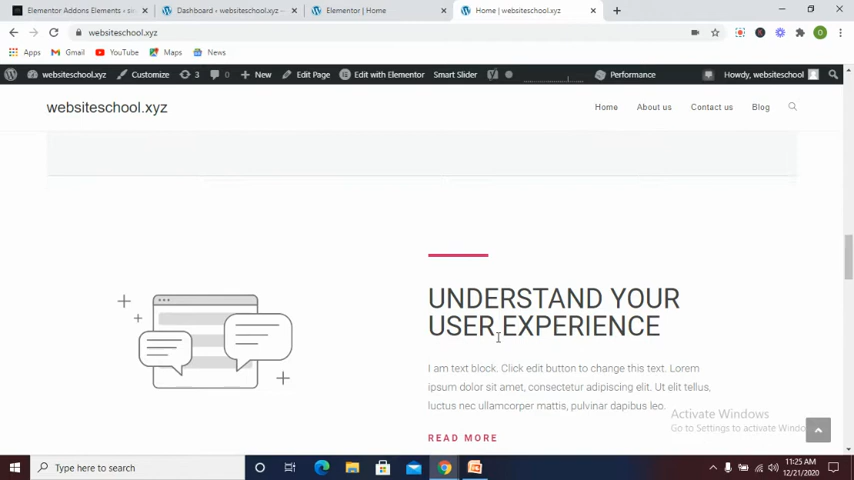 Elementor Addons Elements ‹ si
Dashboard ‹ websiteschool.xyz —
Elementor | Home
Home | websiteschool.xyz
websiteschool.xyz
Apps
Gmail
YouTube
Maps
News
websiteschool.xyz
Customize
3
0
New
Edit Page
Edit with Elementor
Smart Slider
Performance
Howdy, websiteschool
websiteschool.xyz
Home
About us
Contact us
Blog
UNDERSTAND YOUR
USER EXPERIENCE
I am text block. Click edit button to change this text. Lorem
ipsum dolor sit amet, consectetur adipiscing elit. Ut elit tellus,
luctus nec ullamcorper mattis, pulvinar dapibus leo.
READ MORE
Activate Windows
Go to Settings to activate Windo
Type here to search
11:25 AM
12/21/2020